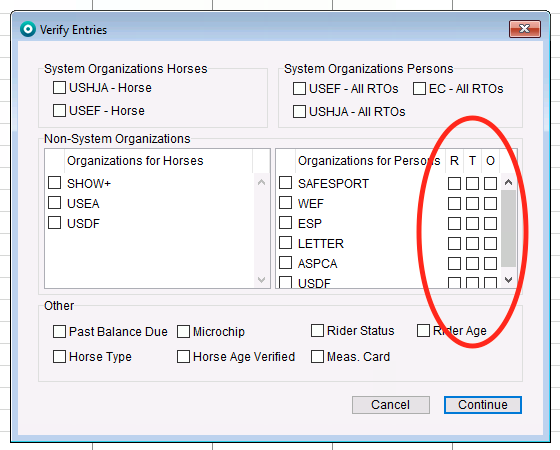 Verify Entries
System Organizations Horses
USHJA - Horse
USEF - Horse
System Organizations Persons
USEF - All RTOs EC - All RTOs
USHJA - All RTOs
Non-System Organizations
Organizations for Horses
SHOW+
USEA
USDF
Organizations for Persons R T O
SAFESPORT
WEF
ESP
LETTER
ASPCA
USDF
Other
Past Balance Due Microchip Rider Status Rider Age
Horse Type Horse Age Verified Meas. Card
Cancel Continue